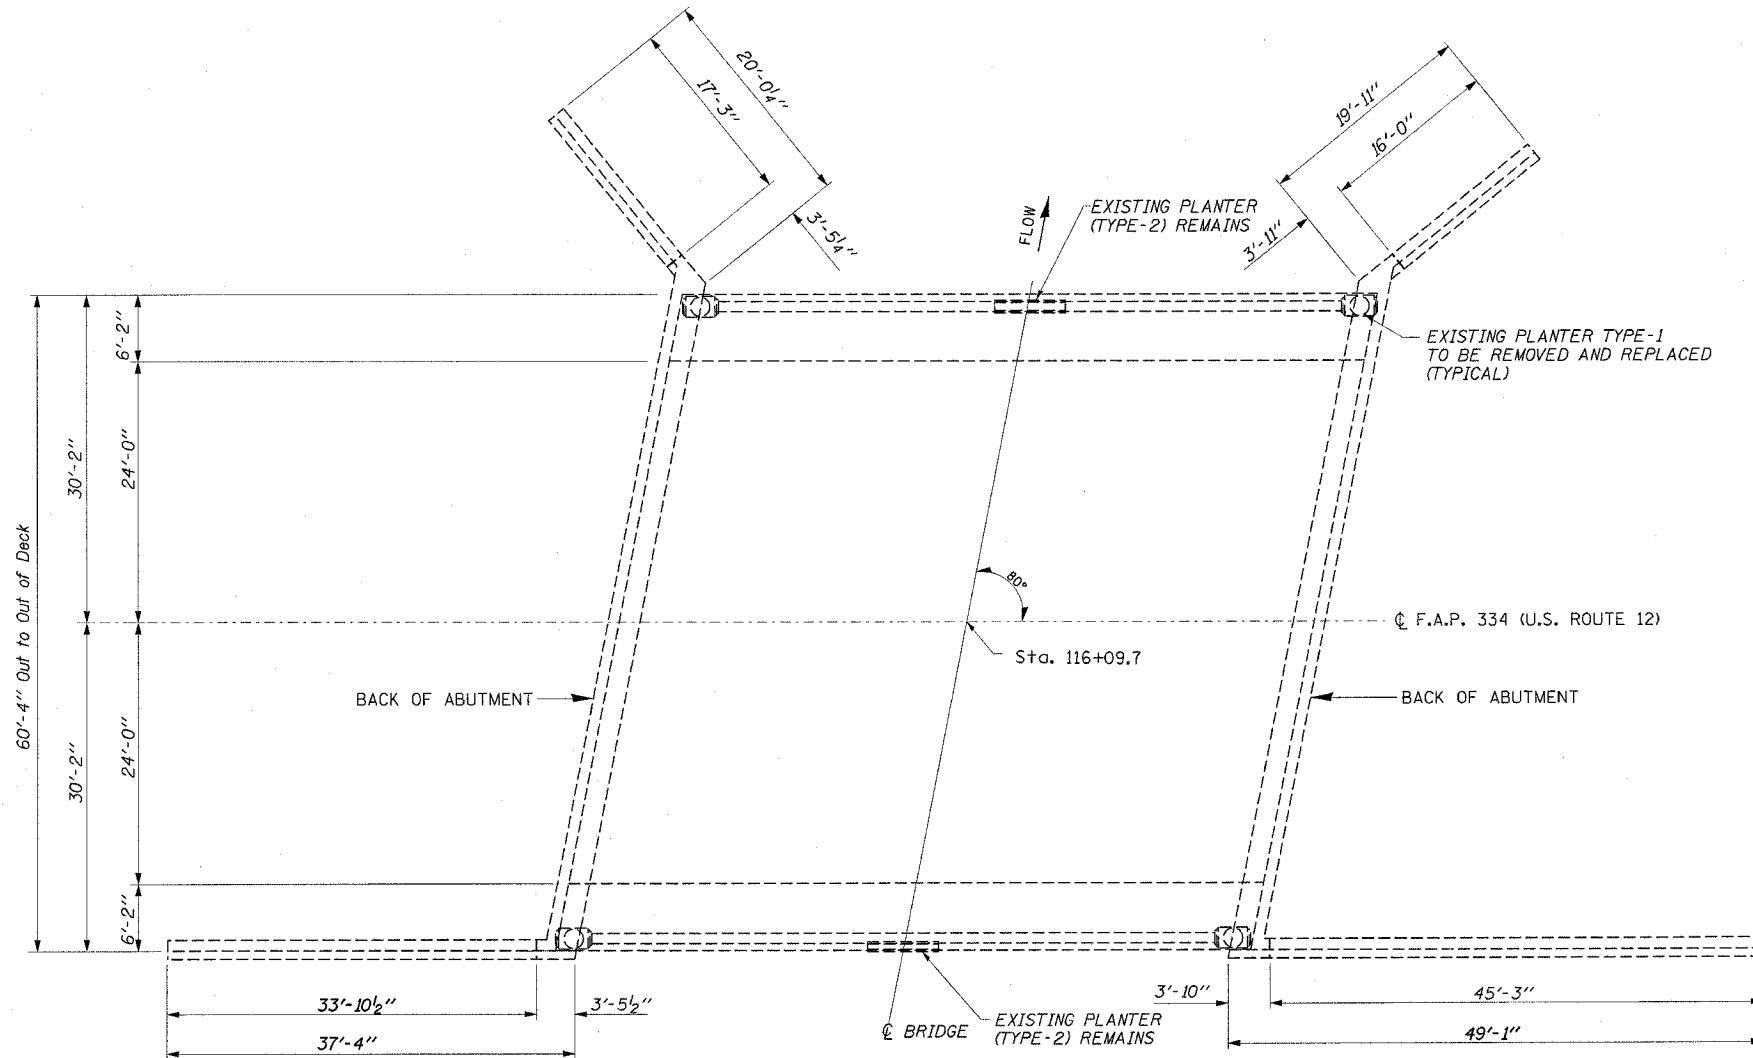 20'-0¼"
17'-3"
3'-5¼"
19'-11"
16'-0"
3'-11"
FLOW
EXISTING PLANTER
(TYPE-2) REMAINS
EXISTING PLANTER TYPE-1
TO BE REMOVED AND REPLACED
(TYPICAL)
6'-2"
24'-0"
30'-2"
60'-4" Out to Out of Deck
80°
℄ F.A.P. 334 (U.S. ROUTE 12)
Sta. 116+09.7
BACK OF ABUTMENT
BACK OF ABUTMENT
24'-0"
30'-2"
6'-2"
33'-10½"
3'-5½"
37'-4"
℄ BRIDGE
EXISTING PLANTER
(TYPE-2) REMAINS
3'-10"
45'-3"
49'-1"